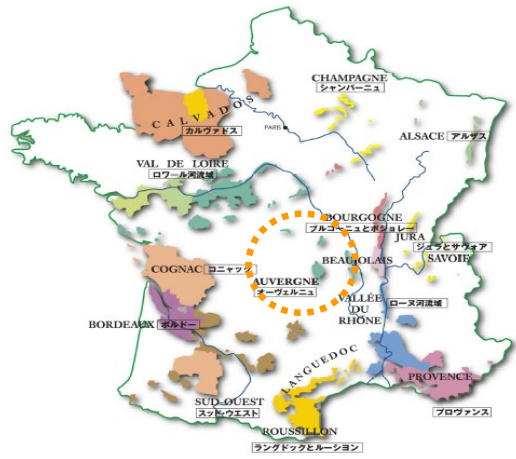 CHAMPAGNE
シャンパーニュ
CALVADOS
カルヴァドス
PARIS
ALSACE アルザス
VAL DE LOIRE
ロワール河流域
BOURGOGNE
ブルゴーニュとボジョレー
JURA
ジュラとサヴォア
BEAUJOLAIS
SAVOIE
COGNAC コニャック
AUVERGNE
オーヴェルニュ
VALLÉE
DU
RHÔNE
ローヌ河流域
BORDEAUX ボルドー
LANGUEDOC
PROVENCE
プロヴァンス
SUD-OUEST
スッド・ウエスト
ROUSSILLON
ラングドックとルーション